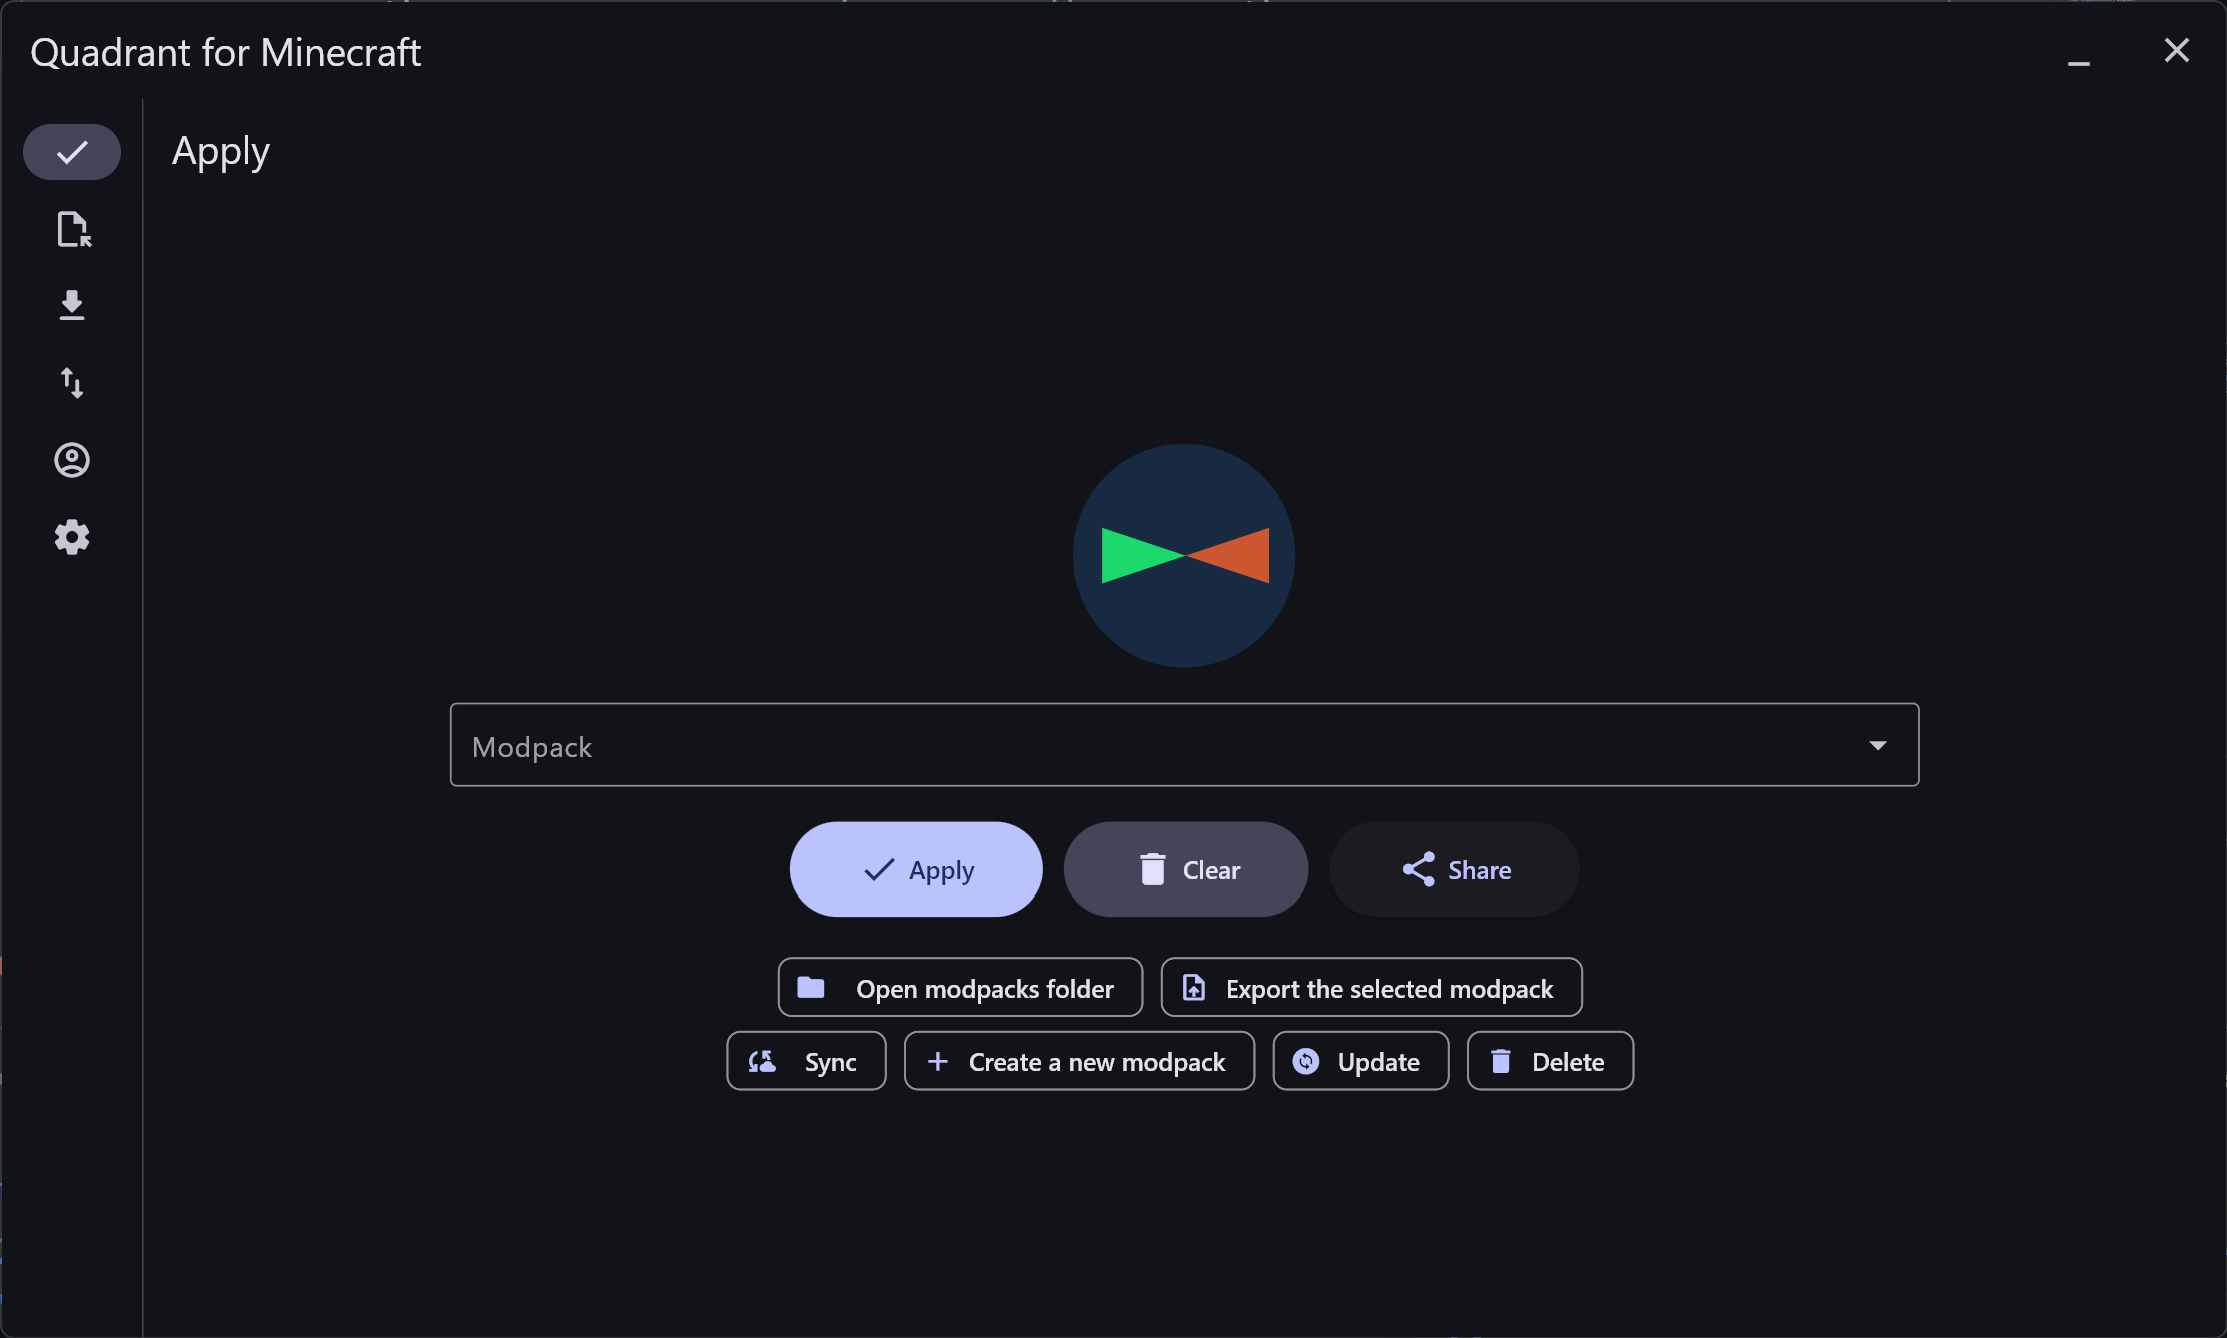 Quadrant for Minecraft
Apply
Modpack
Apply
Clear
Share
Open modpacks folder
Export the selected modpack
Sync
Create a new modpack
Update
Delete